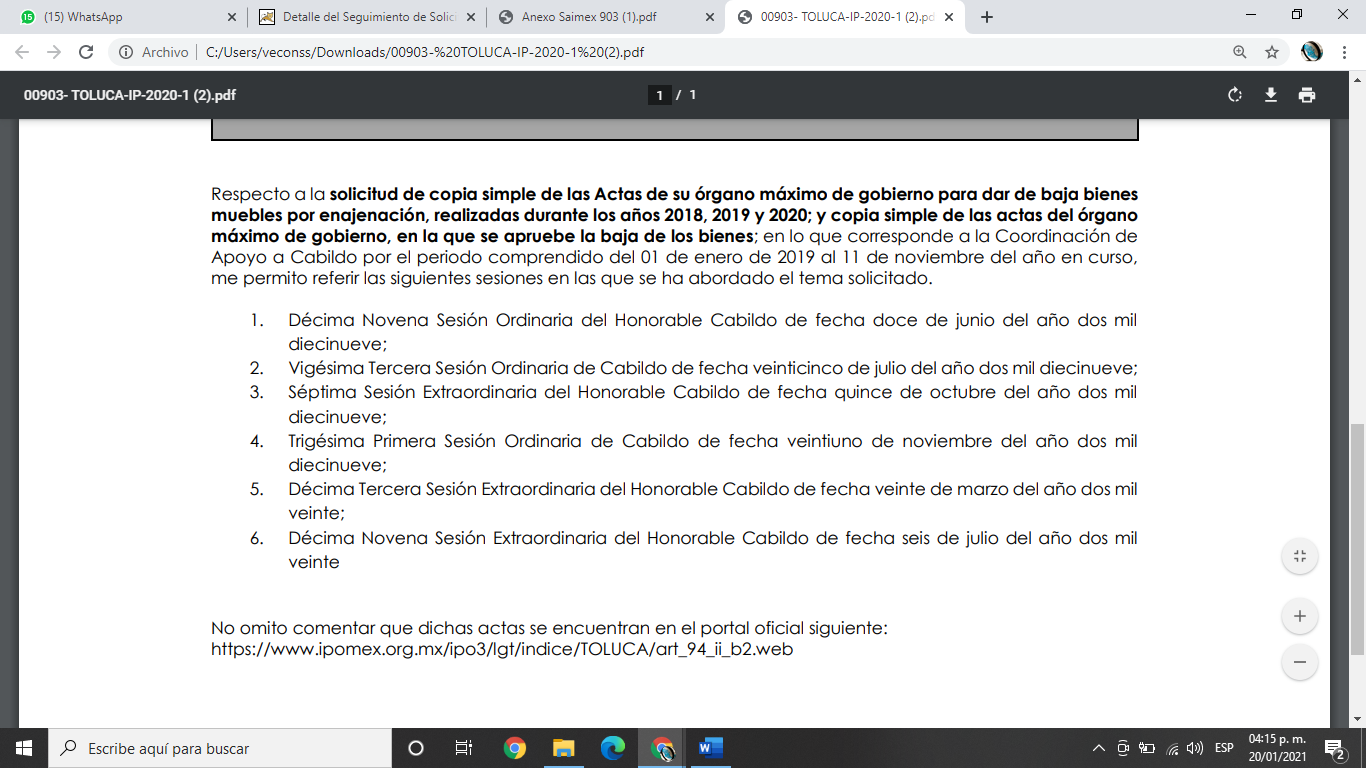 (15) WhatsApp
Detalle del Seguimiento de Solici
Anexo Saimex 903 (1).pdf
00903- TOLUCA-IP-2020-1 (2).pd
Archivo
C:/Users/veconss/Downloads/00903-%20TOLUCA-IP-2020-1%20(2).pdf
00903- TOLUCA-IP-2020-1 (2).pdf
1 / 1
Respecto a la solicitud de copia simple de las Actas de su órgano máximo de gobierno para dar de baja bienes
muebles por enajenación, realizadas durante los años 2018, 2019 y 2020; y copia simple de las actas del órgano
máximo de gobierno, en la que se apruebe la baja de los bienes; en lo que corresponde a la Coordinación de
Apoyo a Cabildo por el periodo comprendido del 01 de enero de 2019 al 11 de noviembre del año en curso,
me permito referir las siguientes sesiones en las que se ha abordado el tema solicitado.
1. Décima Novena Sesión Ordinaria del Honorable Cabildo de fecha doce de junio del año dos mil
diecinueve;
2. Vigésima Tercera Sesión Ordinaria de Cabildo de fecha veinticinco de julio del año dos mil diecinueve;
3. Séptima Sesión Extraordinaria del Honorable Cabildo de fecha quince de octubre del año dos mil
diecinueve;
4. Trigésima Primera Sesión Ordinaria de Cabildo de fecha veintiuno de noviembre del año dos mil
diecinueve;
5. Décima Tercera Sesión Extraordinaria del Honorable Cabildo de fecha veinte de marzo del año dos mil
veinte;
6. Décima Novena Sesión Extraordinaria del Honorable Cabildo de fecha seis de julio del año dos mil
veinte
No omito comentar que dichas actas se encuentran en el portal oficial siguiente:
https://www.ipomex.org.mx/ipo3/lgt/indice/TOLUCA/art_94_ii_b2.web
Escribe aquí para buscar
ESP
04:15 p. m.
20/01/2021
2